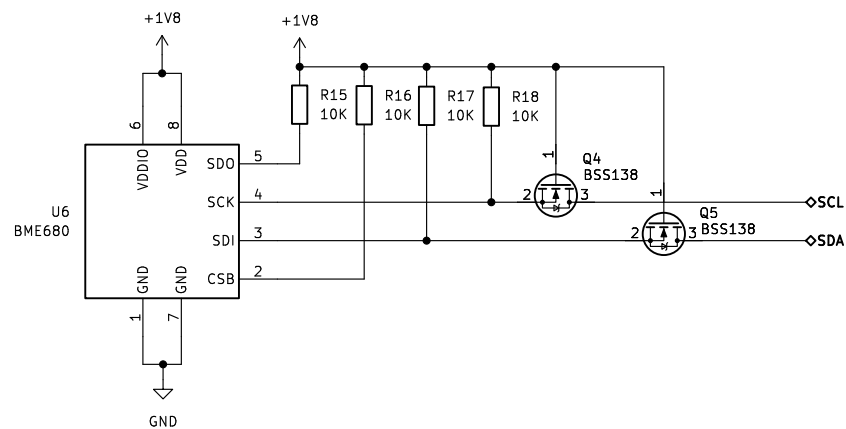 +1V8
+1V8
R15
10K
R16
10K
R17
10K
R18
10K
6
8
VDDIO
VDD
U6
BME680
SDO
5
SCK
4
SDI
3
CSB
2
GND
GND
1
7
GND
1
Q4
BSS138
2
3
SCL
1
Q5
BSS138
2
3
SDA